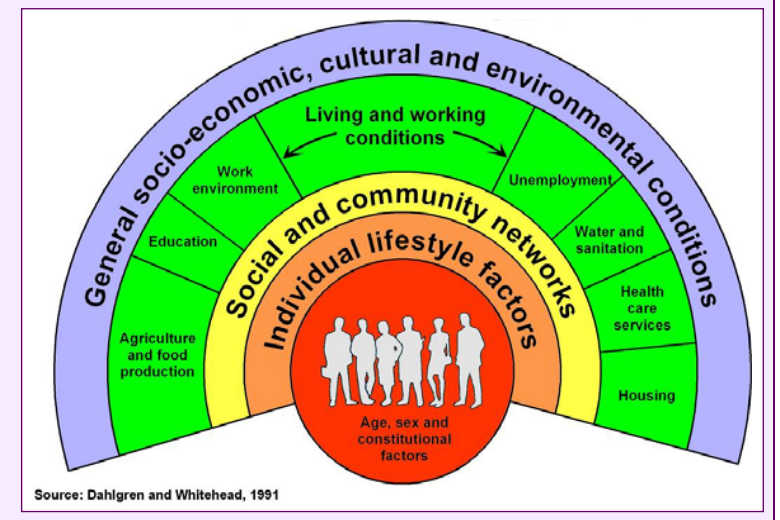 General socio-economic, cultural and environmental conditions
Living and working
conditions
Work
environment
Unemployment
Education
Water and
sanitation
Agriculture
and food
production
Health
care
services
Housing
Social and community networks
Individual lifestyle factors
Age, sex and
constitutional
factors
Source: Dahlgren and Whitehead, 1991